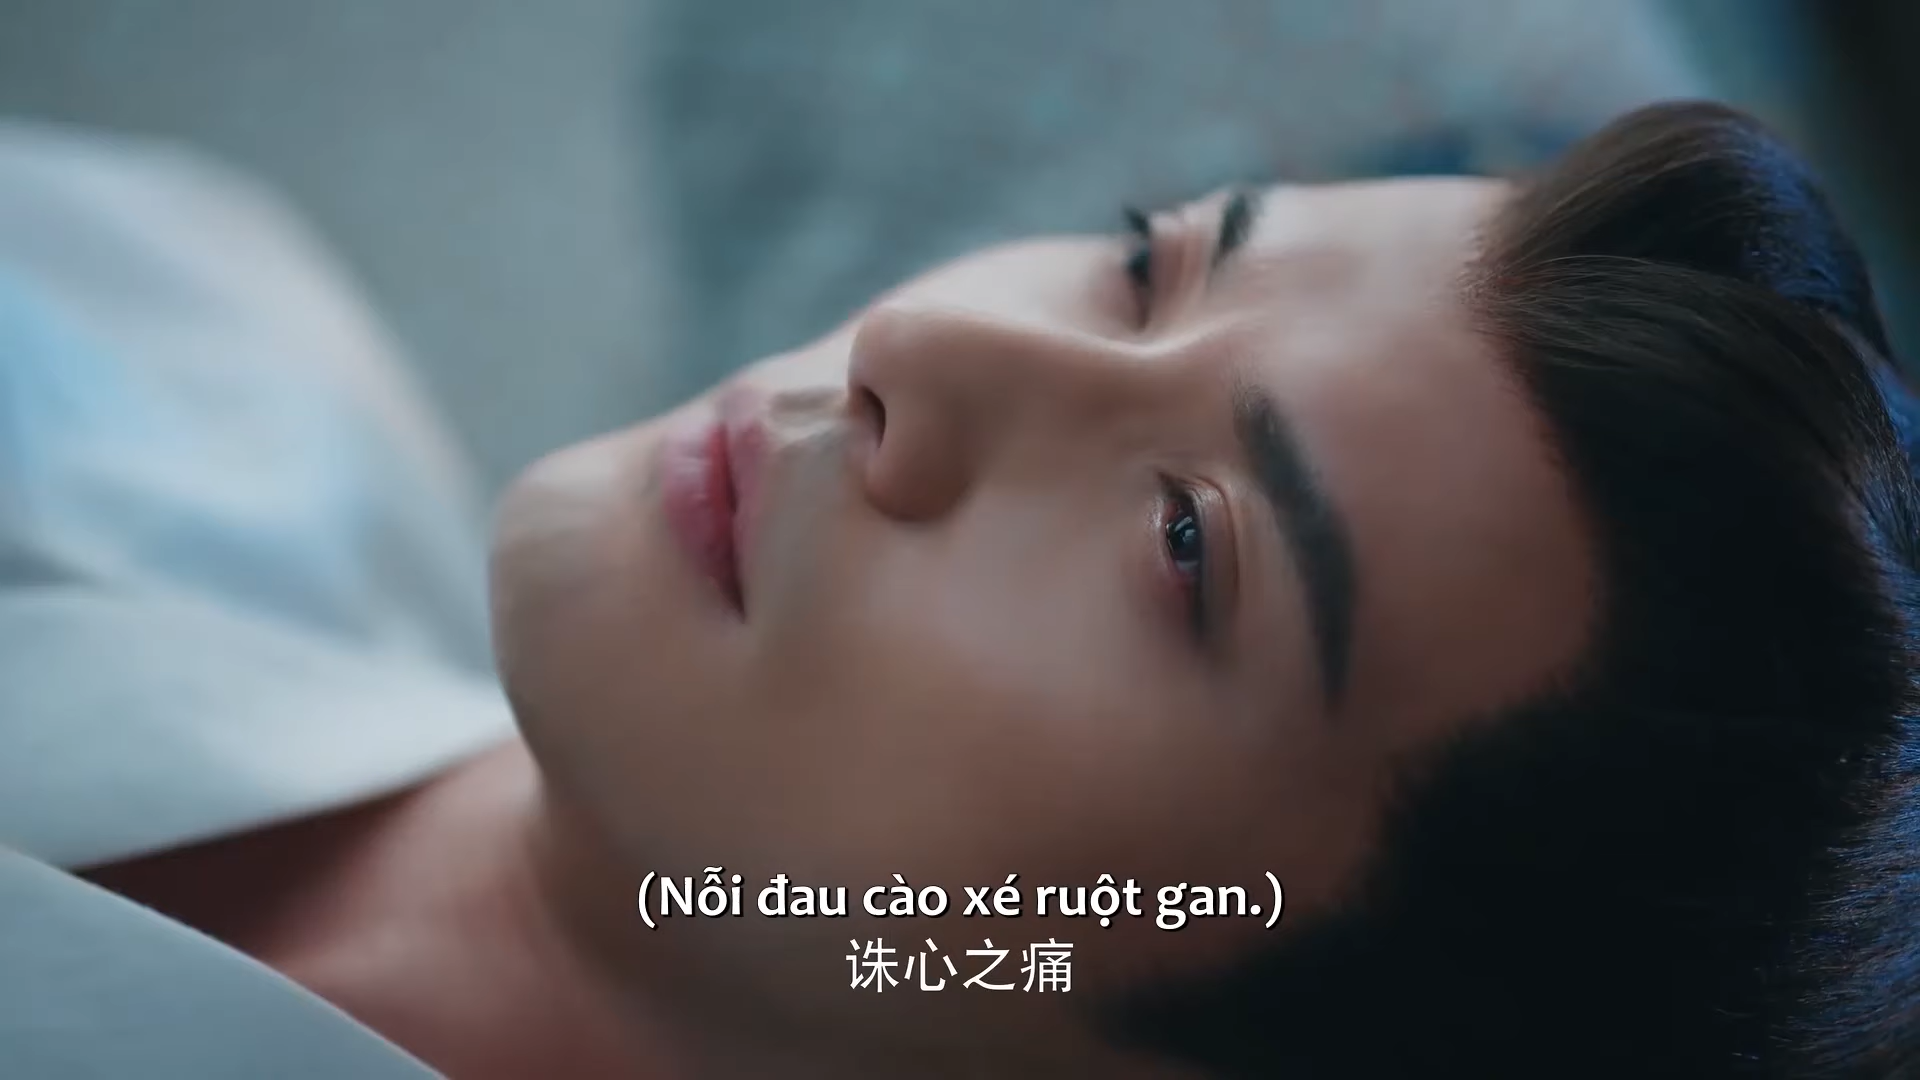 (Nỗi đau cào xé ruột gan.)
诛心之痛